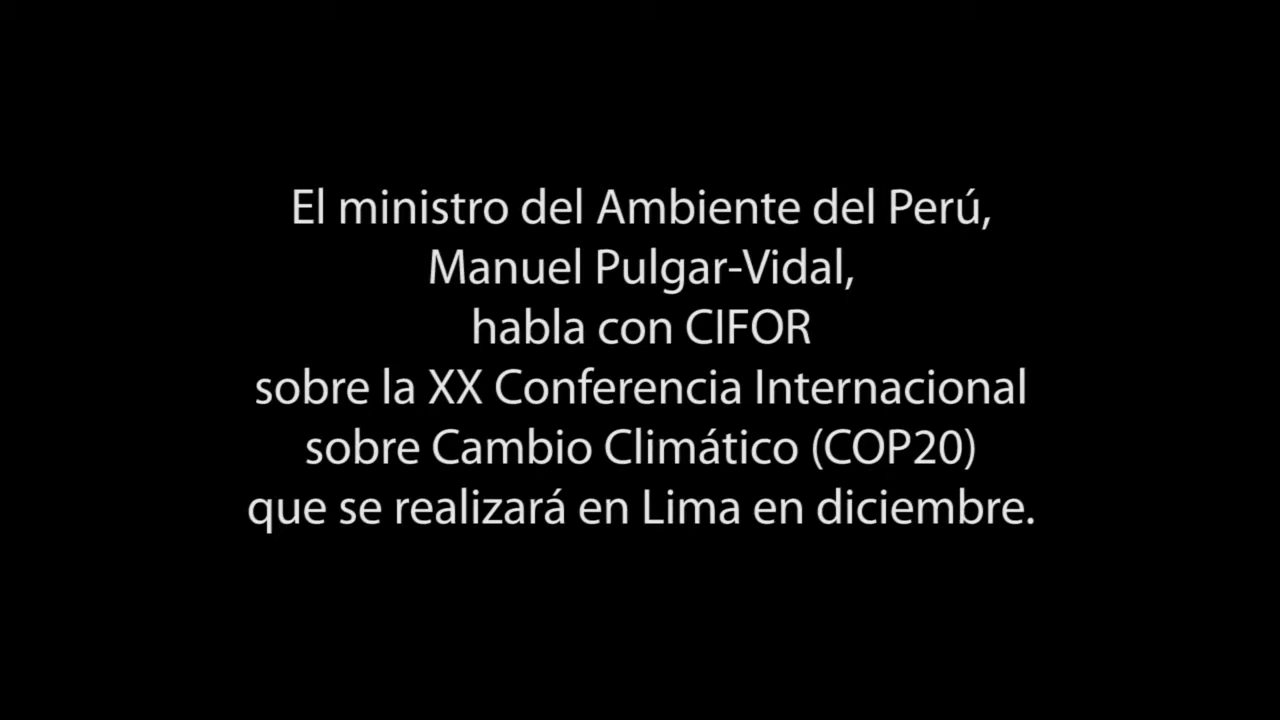 El ministro del Ambiente del Perú,
Manuel Pulgar-Vidal,
habla con CIFOR
sobre la XX Conferencia Internacional
sobre Cambio Climático (COP20)
que se realizará en Lima en diciembre.